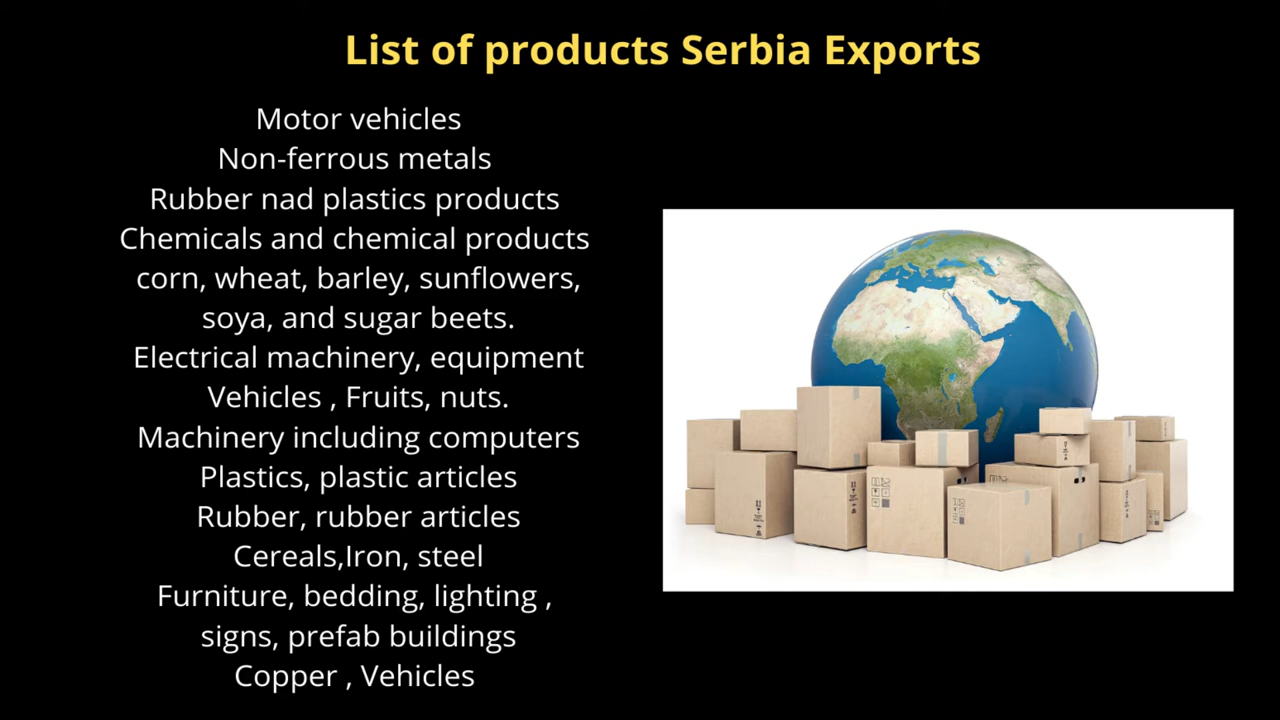 List of products Serbia Exports
Motor vehicles
Non-ferrous metals
Rubber nad plastics products
Chemicals and chemical products
corn, wheat, barley, sunflowers,
soya, and sugar beets.
Electrical machinery, equipment
Vehicles , Fruits, nuts.
Machinery including computers
Plastics, plastic articles
Rubber, rubber articles
Cereals,Iron, steel
Furniture, bedding, lighting ,
signs, prefab buildings
Copper , Vehicles